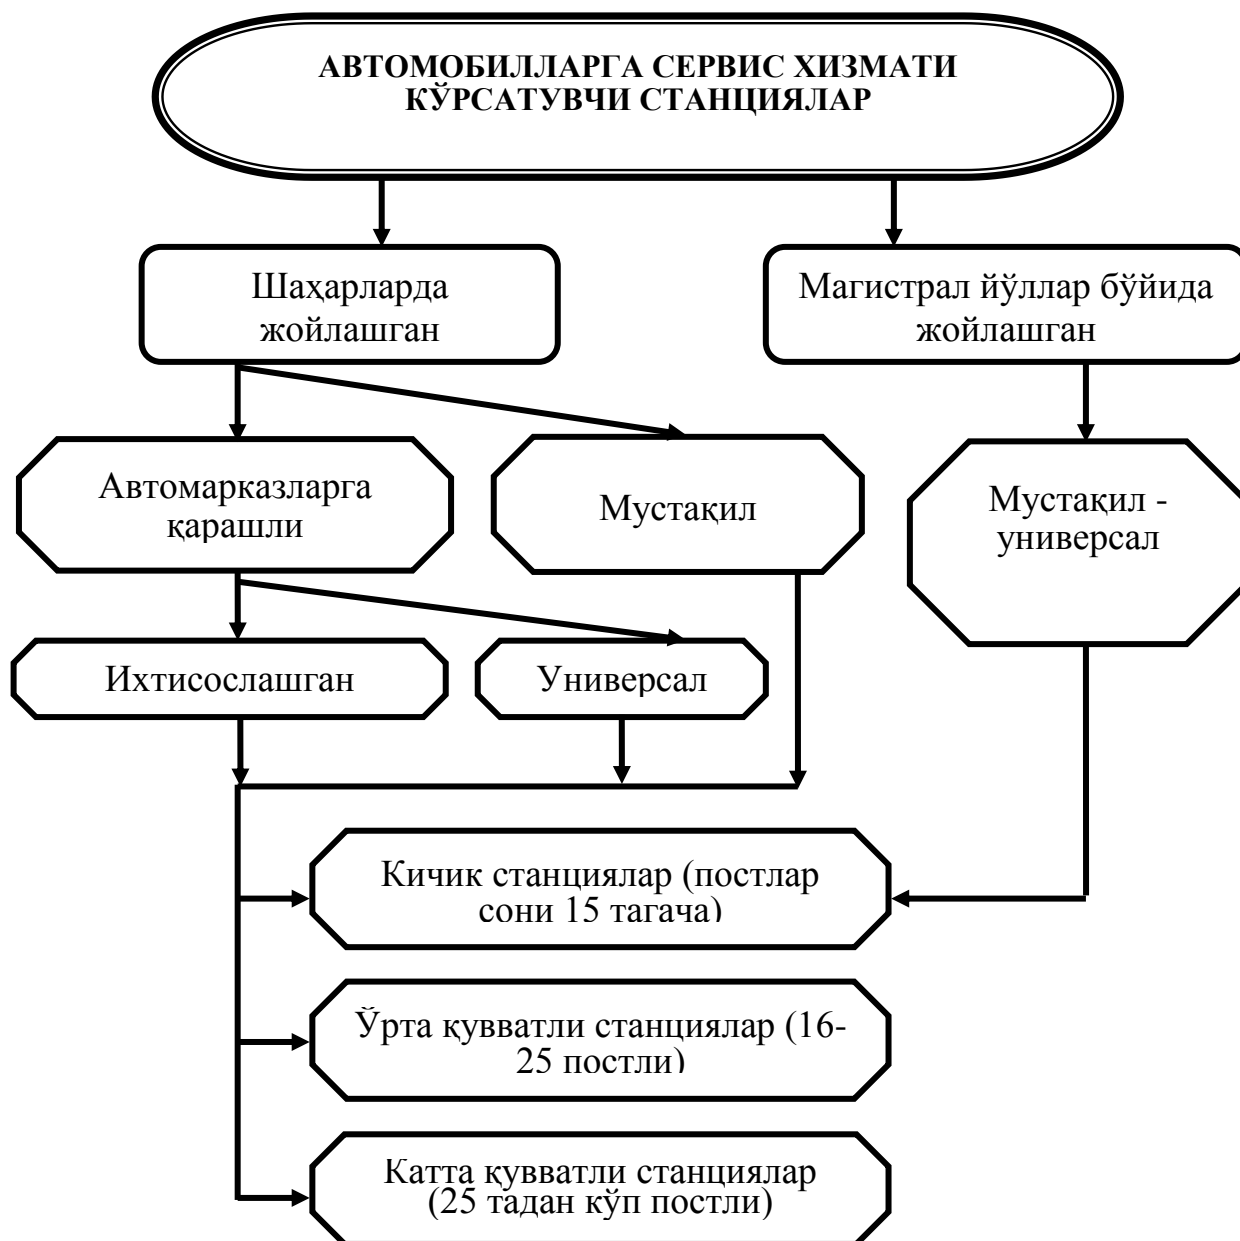 АВТОМОБИЛЛАРГА СЕРВИС ХИЗМАТИ
КЎРСАТУВЧИ СТАНЦИЯЛАР
Шаҳарларда
жойлашган
Магистрал йўллар бўйида
жойлашган
Автомарказларга
қарашли
Мустақил
Мустақил -
универсал
Ихтисослашган
Универсал
Кичик станциялар (постлар
сони 15 тагача)
Ўрта қувватли станциялар (16-
25 постли)
Катта қувватли станциялар
(25 тадан кўп постли)